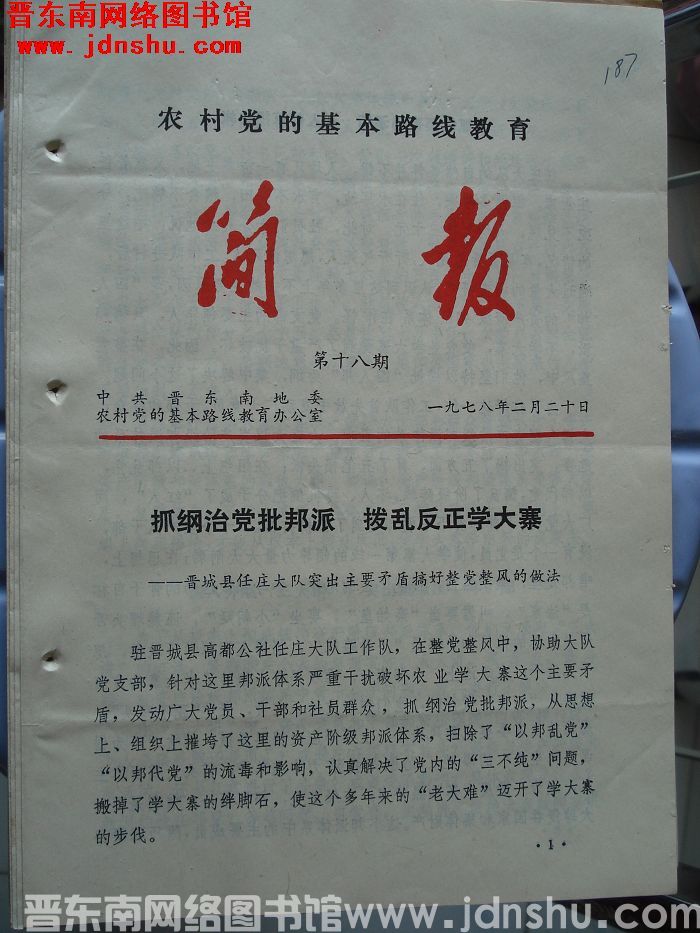 晋东南网络图书馆
www.jdnshu.com
187
农村党的基本路线教育
简报
第十八期
中共晋东南地委
农村党的基本路线教育办公室
一九七八年二月二十日
抓纲治党批邦派 拨乱反正学大寨
——晋城县任庄大队突出主要矛盾搞好整党整风的做法
驻晋城县高都公社任庄大队工作队，在整党整风中，协助大队
党支部，针对这里邦派体系严重干扰破坏农业学大寨这个主要矛
盾，发动广大党员、干部和社员群众，抓纲治党批邦派，从思想
上、组织上摧垮了这里的资产阶级邦派体系，扫除了“以邦乱党”
“以邦代党”的流毒和影响，认真解决了党内的“三不纯”问题，
搬掉了学大寨的绊脚石，使这个多年来的“老大难”迈开了学大寨
的步伐。
·1·
晋东南网络图书馆 www.jdnshu.com